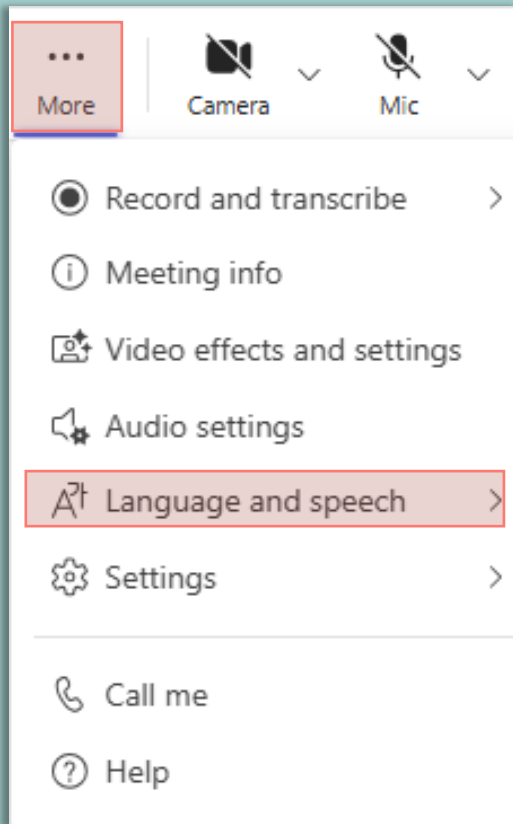 More
Camera
Mic
Record and transcribe
Meeting info
Video effects and settings
Audio settings
Language and speech
Settings
Call me
Help